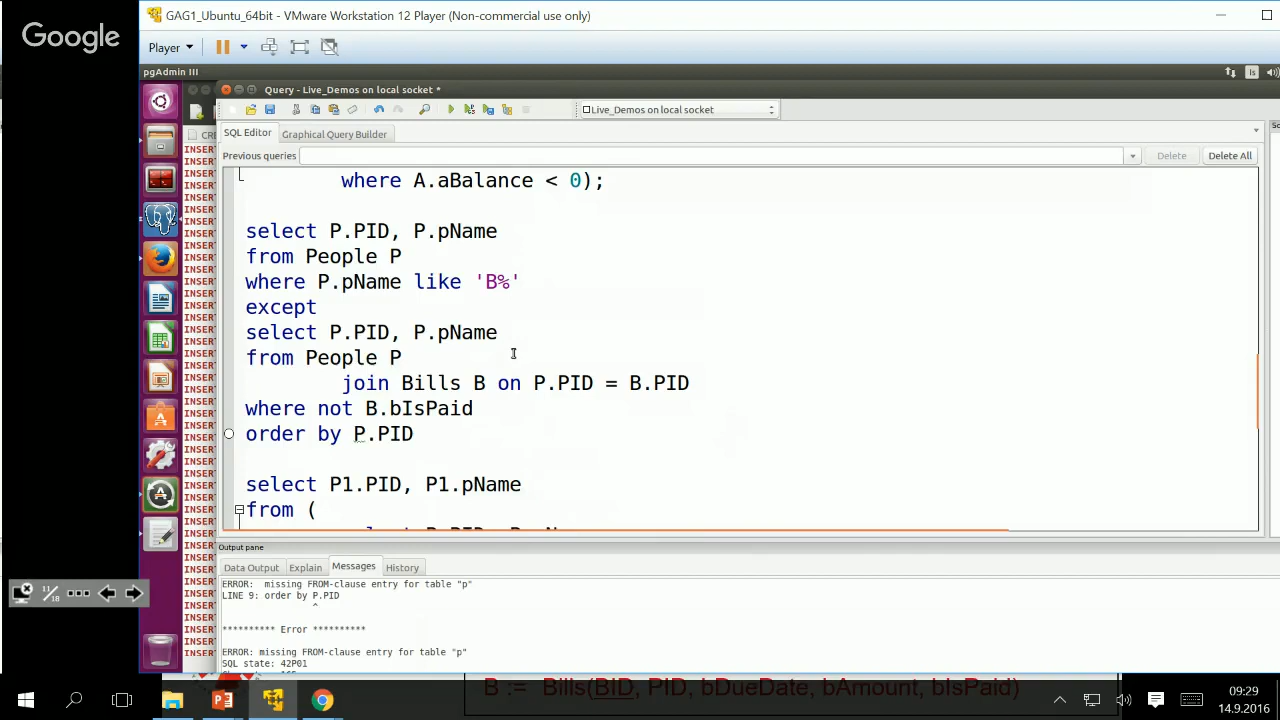 GAG1_Ubuntu_64bit - VMware Workstation 12 Player (Non-commercial use only)
Google
Player
pgAdmin III
Is
Query - Live_Demos on local socket *
Live_Demos on local socket
SQL Editor
Graphical Query Builder
Previous queries
Delete
Delete All
where A.aBalance < 0);
select P.PID, P.pName
from People P
where P.pName like 'B%'
except
select P.PID, P.pName
from People P
join Bills B on P.PID = B.PID
where not B.bIsPaid
order by P.PID
select P1.PID, P1.pName
from (
Output pane
Data Output
Explain
Messages
History
ERROR: missing FROM-clause entry for table "p"
LINE 9: order by P.PID
^
********** Error **********
ERROR: missing FROM-clause entry for table "p"
SQL state: 42P01
11/18
B := Bills(BID, PID, bDueDate, bAmount, bIsPaid)
09:29
14.9.2016